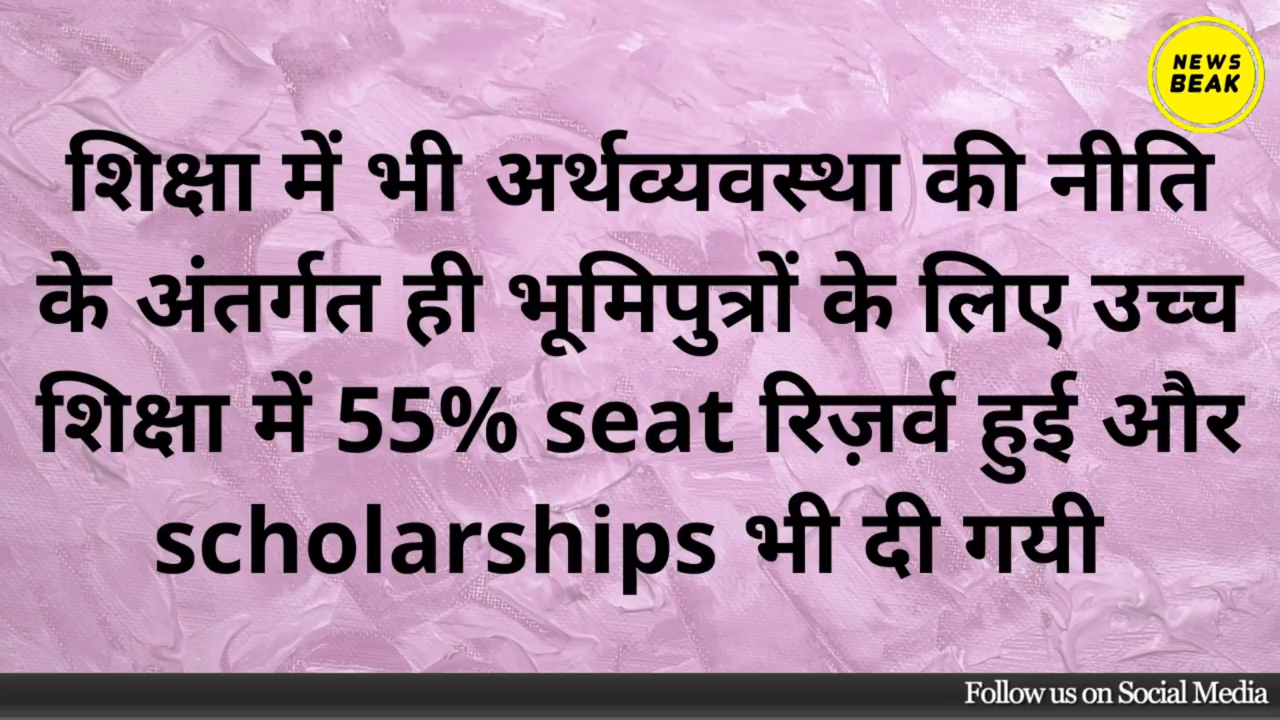 NEWS
BEAK
शिक्षा में भी अर्थव्यवस्था की नीति
के अंतर्गत ही भूमिपुत्रों के लिए उच्च
शिक्षा में 55% seat रिज़र्व हुई और
scholarships भी दी गयी
Follow us on Social Media